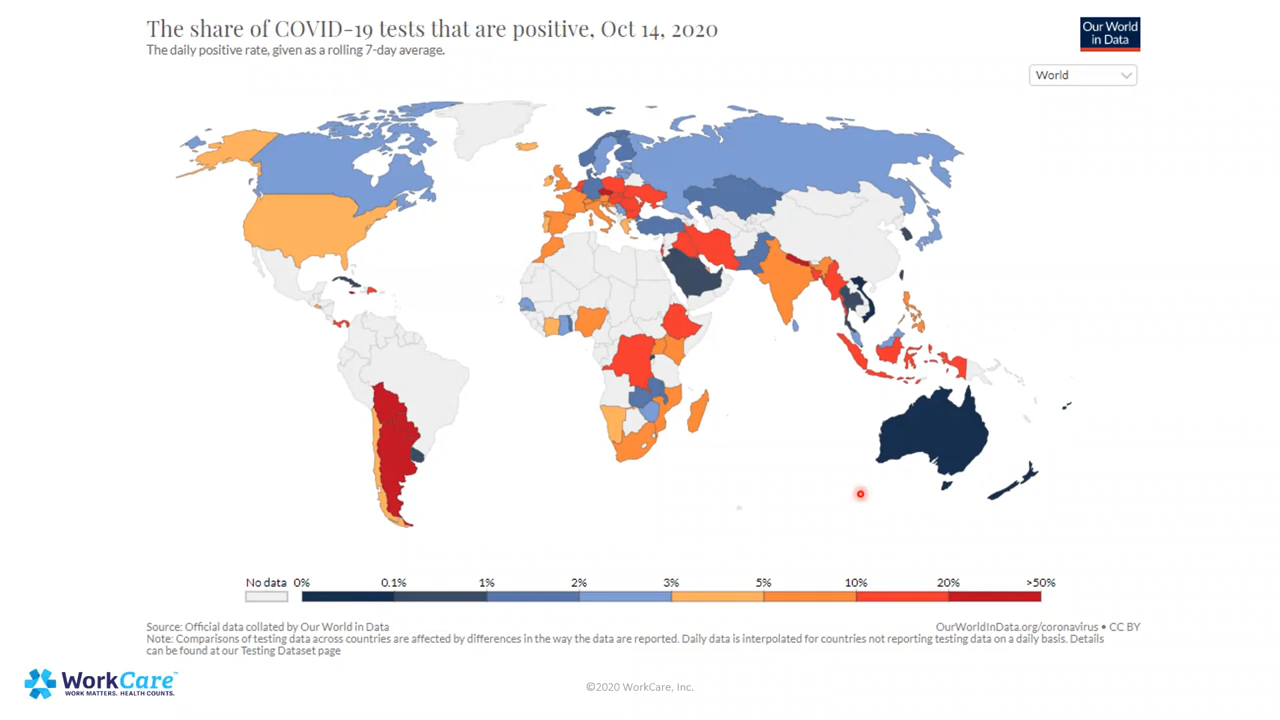 The share of COVID-19 tests that are positive, Oct 14, 2020
The daily positive rate, given as a rolling 7-day average.
Our World
in Data
World
No data 0% 0.1% 1% 2% 3% 5% 10% 20% >50%
Source: Official data collated by Our World in Data
OurWorldInData.org/coronavirus • CC BY
Note: Comparisons of testing data across countries are affected by differences in the way the data are reported. Daily data is interpolated for countries not reporting testing data on a daily basis. Details
can be found at our Testing Dataset page
WorkCare™
WORK MATTERS. HEALTH COUNTS.
©2020 WorkCare, Inc.